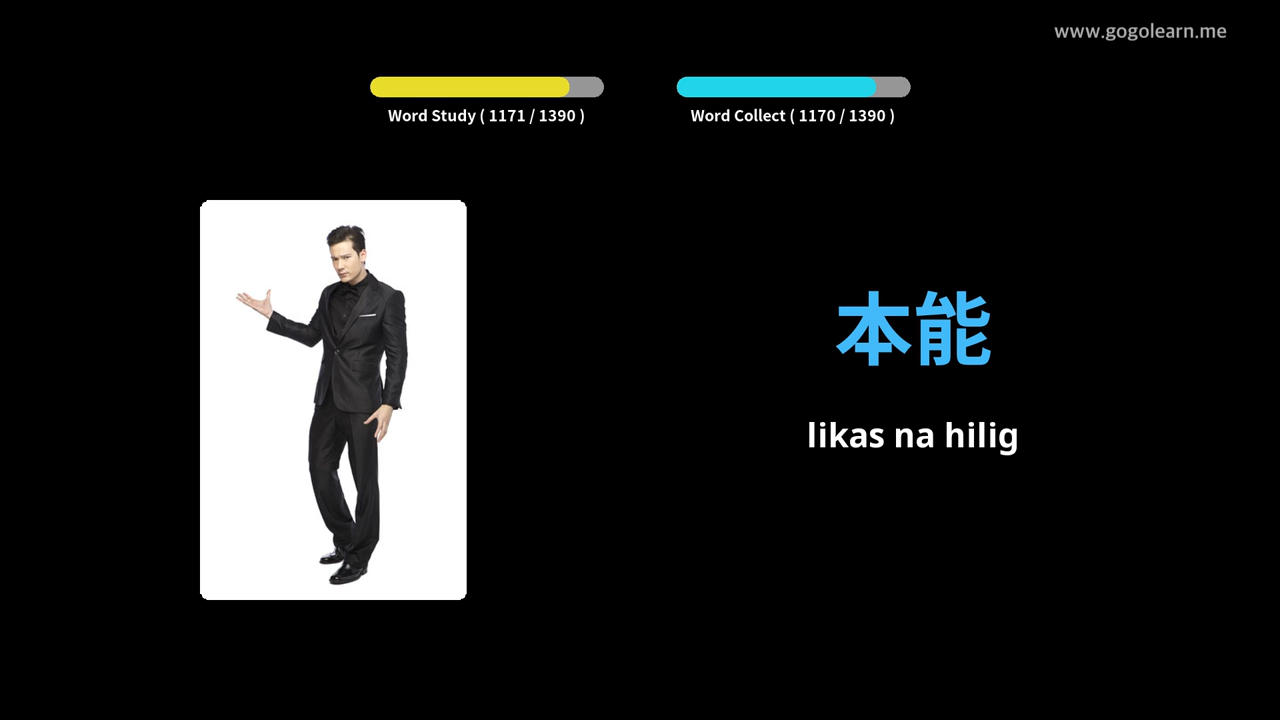 www.gogolearn.me
Word Study ( 1171 / 1390 )
Word Collect ( 1170 / 1390 )
本能
likas na hilig